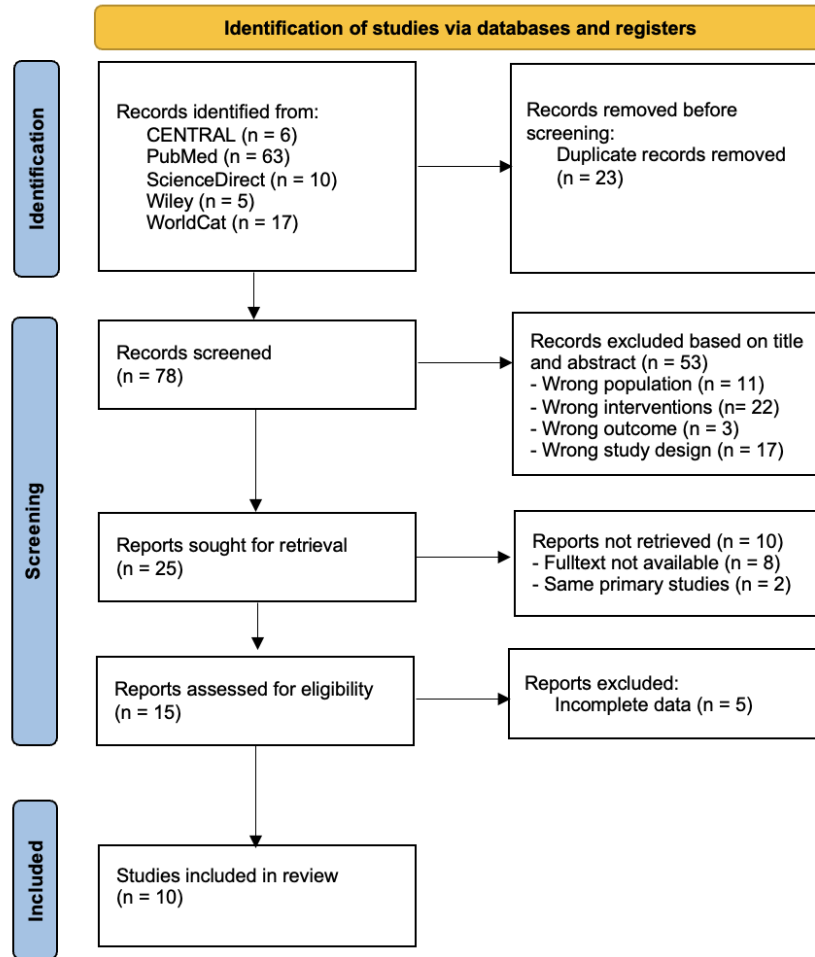 Identification of studies via databases and registers
Identification
Records identified from:
CENTRAL (n = 6)
PubMed (n = 63)
ScienceDirect (n = 10)
Wiley (n = 5)
WorldCat (n = 17)
Records removed before
screening:
Duplicate records removed
(n = 23)
Screening
Records screened
(n = 78)
Records excluded based on title
and abstract (n = 53)
- Wrong population (n = 11)
- Wrong interventions (n= 22)
- Wrong outcome (n = 3)
- Wrong study design (n = 17)
Reports sought for retrieval
(n = 25)
Reports not retrieved (n = 10)
- Fulltext not available (n = 8)
- Same primary studies (n = 2)
Reports assessed for eligibility
(n = 15)
Reports excluded:
Incomplete data (n = 5)
Included
Studies included in review
(n = 10)